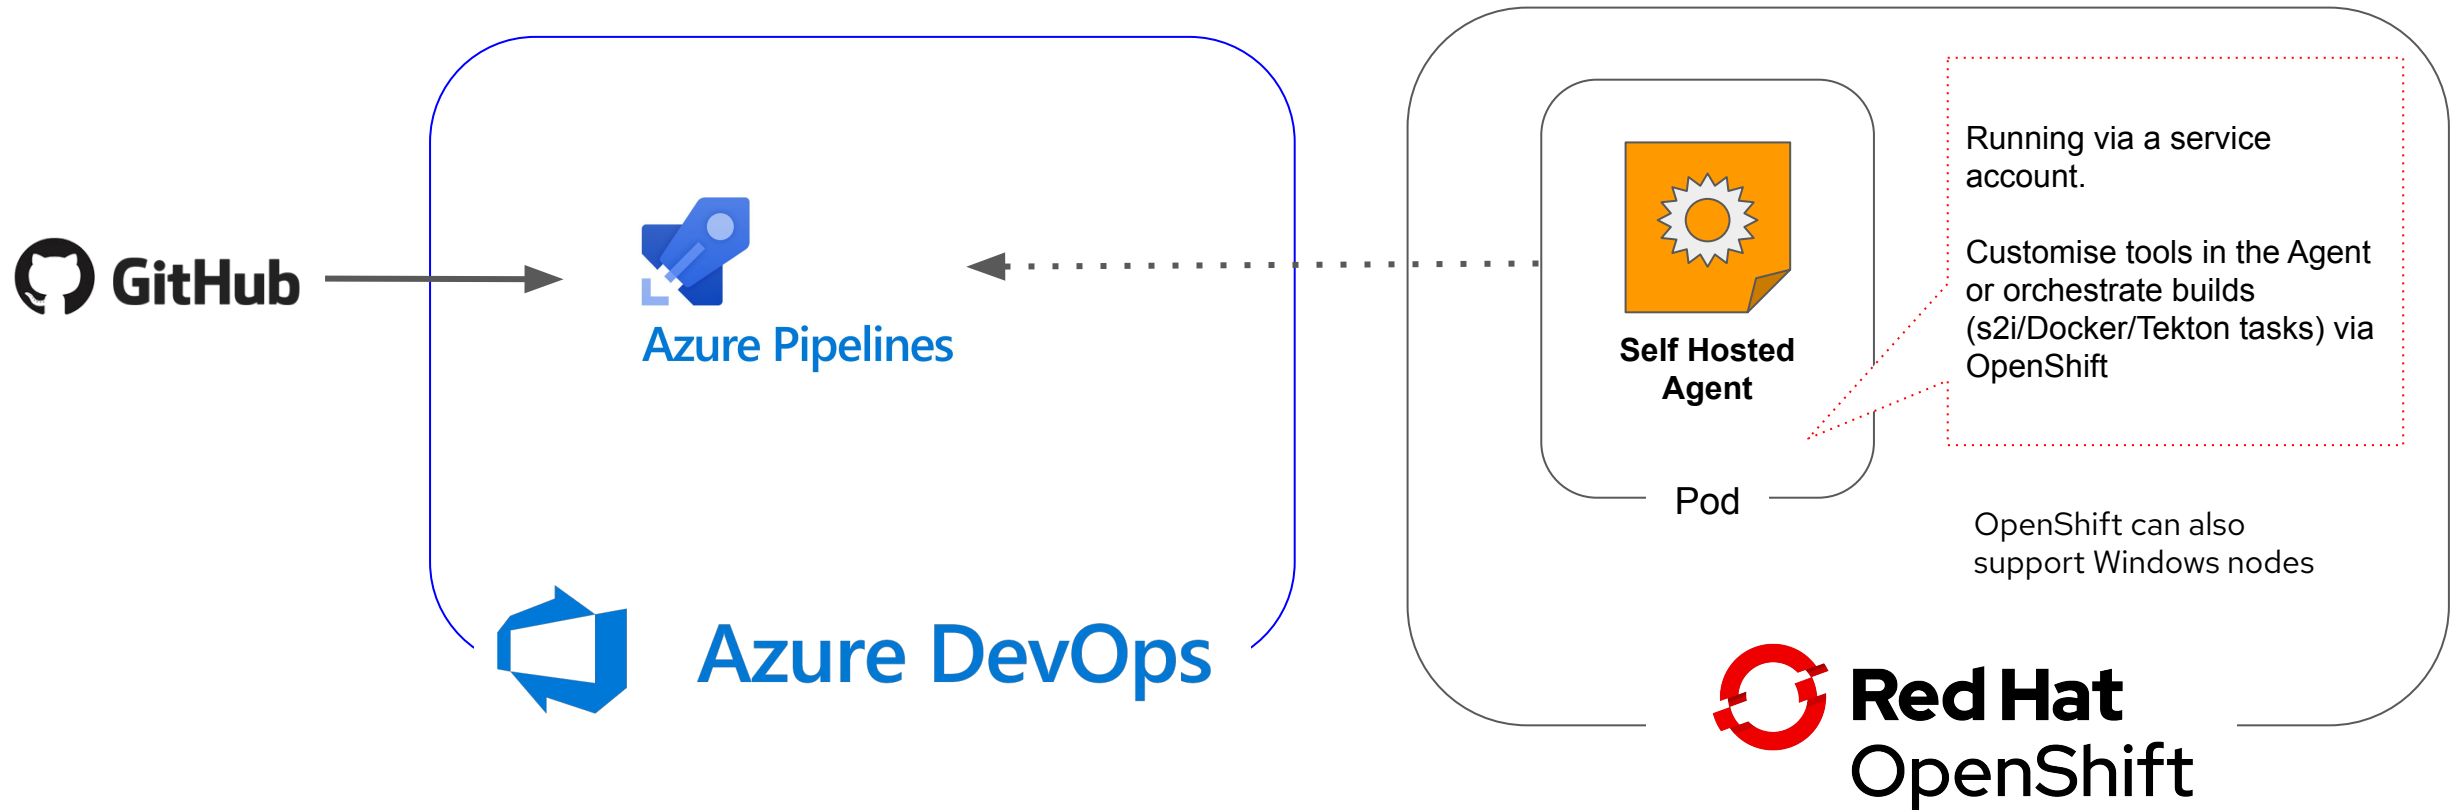 GitHub
Azure Pipelines
Azure DevOps
Self Hosted
Agent
Pod
Running via a service
account.
Customise tools in the Agent
or orchestrate builds
(s2i/Docker/Tekton tasks) via
OpenShift
OpenShift can also
support Windows nodes
Red Hat
OpenShift